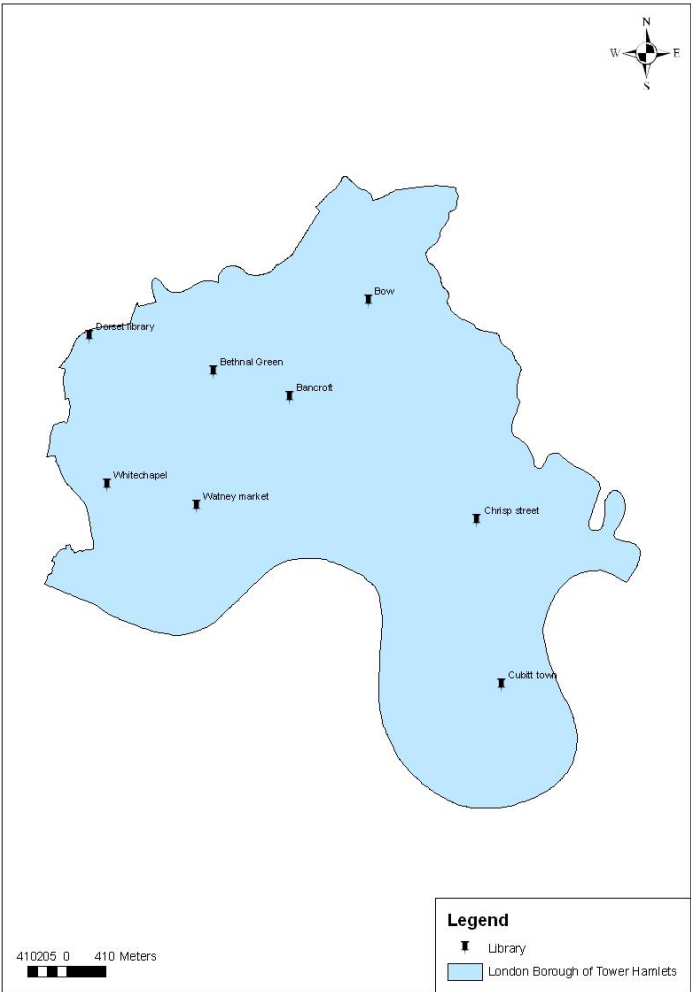 N
W E
S
Bow
Dorset library
Bethnal Green
Bancroft
Whitechapel
Watney market
Chrisp street
Cubitt town
Legend
Library
London Borough of Tower Hamlets
410205 0 410 Meters